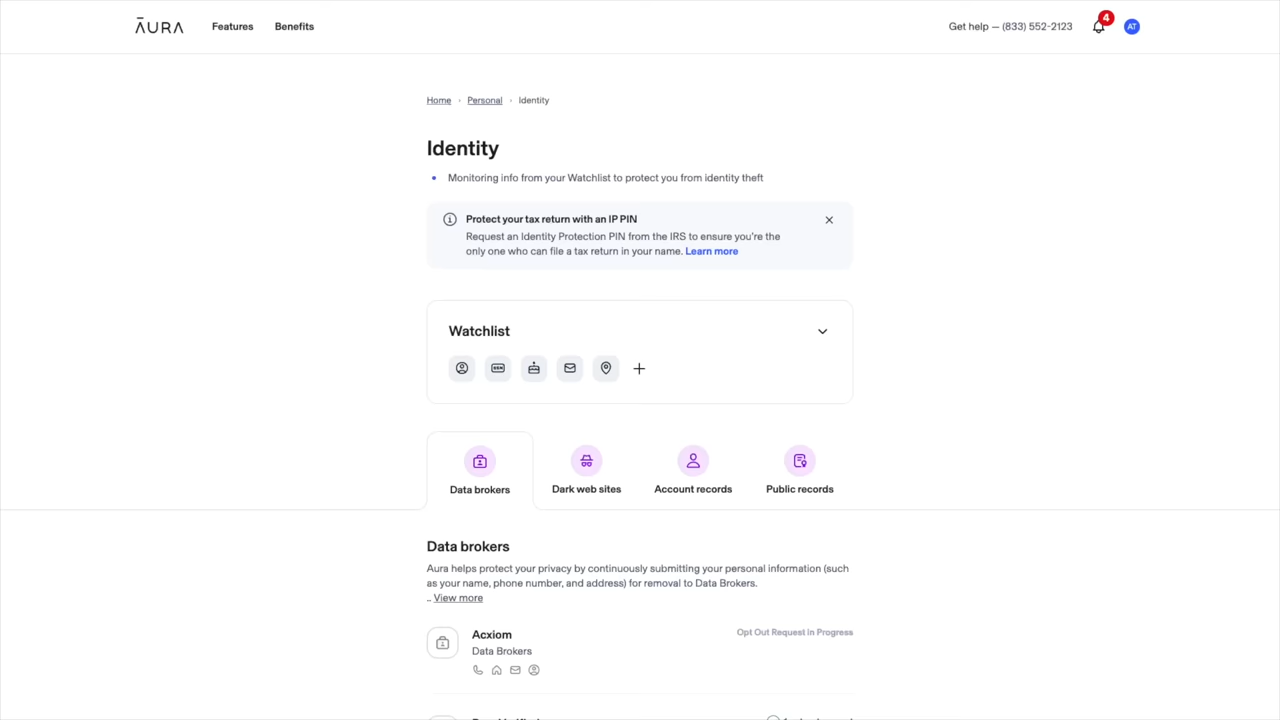 ĀURA
Features
Benefits
Get help — (833) 552-2123
4
AT
Home
Personal
Identity
Identity
Monitoring info from your Watchlist to protect you from identity theft
Protect your tax return with an IP PIN
Request an Identity Protection PIN from the IRS to ensure you're the
only one who can file a tax return in your name. Learn more
Watchlist
Data brokers
Dark web sites
Account records
Public records
Data brokers
Aura helps protect your privacy by continuously submitting your personal information (such
as your name, phone number, and address) for removal to Data Brokers.
.. View more
Acxiom
Opt Out Request in Progress
Data Brokers